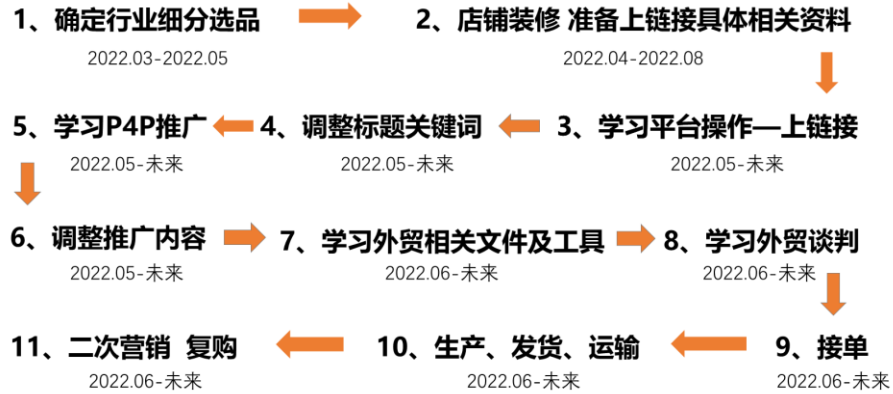 1、确定行业细分选品
2022.03-2022.05
2、店铺装修 准备上链接具体相关资料
2022.04-2022.08
3、学习平台操作—上链接
2022.05-未来
4、调整标题关键词
2022.05-未来
5、学习P4P推广
2022.05-未来
6、调整推广内容
2022.05-未来
7、学习外贸相关文件及工具
2022.06-未来
8、学习外贸谈判
2022.06-未来
9、接单
2022.06-未来
10、生产、发货、运输
2022.06-未来
11、二次营销 复购
2022.06-未来